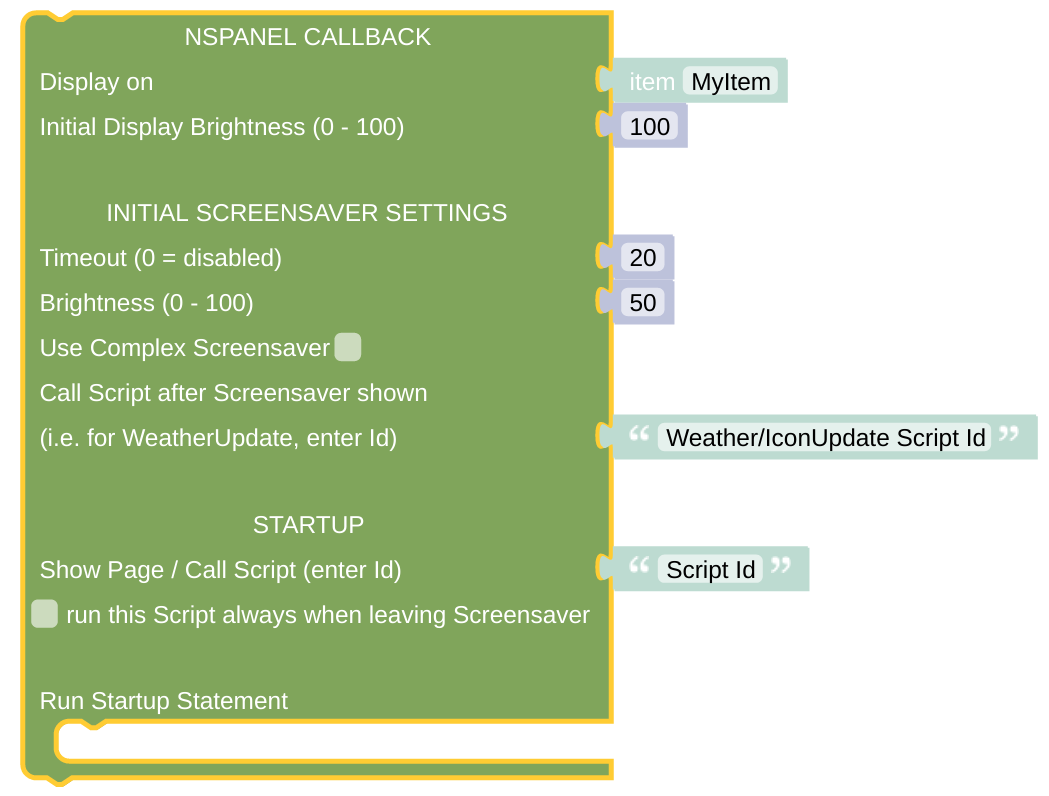 NSPANEL CALLBACK
Display on item MyItem
Initial Display Brightness (0 - 100) 100
INITIAL SCREENSAVER SETTINGS
Timeout (0 = disabled) 20
Brightness (0 - 100) 50
Use Complex Screensaver
Call Script after Screensaver shown
(i.e. for WeatherUpdate, enter Id) “ Weather/IconUpdate Script Id ”
STARTUP
Show Page / Call Script (enter Id) “ Script Id ”
run this Script always when leaving Screensaver
Run Startup Statement